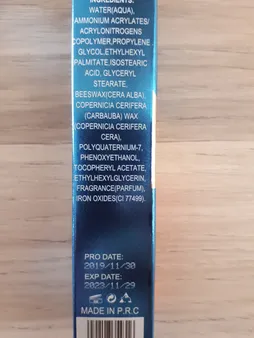 INGREDIENTS:
WATER(AQUA),
AMMONIUM ACRYLATES/
ACRYLONITROGENS
COPOLYMER,PROPYLENE
GLYCOL,ETHYLHEXYL
PALMITATE,ISOSTEARIC
ACID, GLYCERYL
STEARATE,
BEESWAX(CERA ALBA),
COPERNICIA CERIFERA
(CARBAUBA) WAX
(COPERNICIA CERIFERA
CERA),
POLYQUATERNIUM-7,
PHENOXYETHANOL,
TOCOPHERYL ACETATE,
ETHYLHEXYLGLYCERIN,
FRAGRANCE(PARFUM),
IRON OXIDES(CI 77499).
PRO DATE:
2019/11/30
EXP DATE:
2023/11/29
MADE IN P.R.C